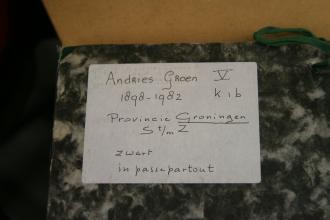 Andries Groen V
1898-1982 k i b
Provincie Groningen
S t/m Z
zwart
in passepartout